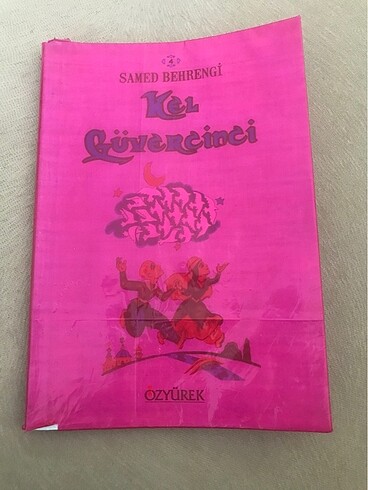 4
SAMED BEHRENGİ
Kel
Güvercinci
ÖZYÜREK